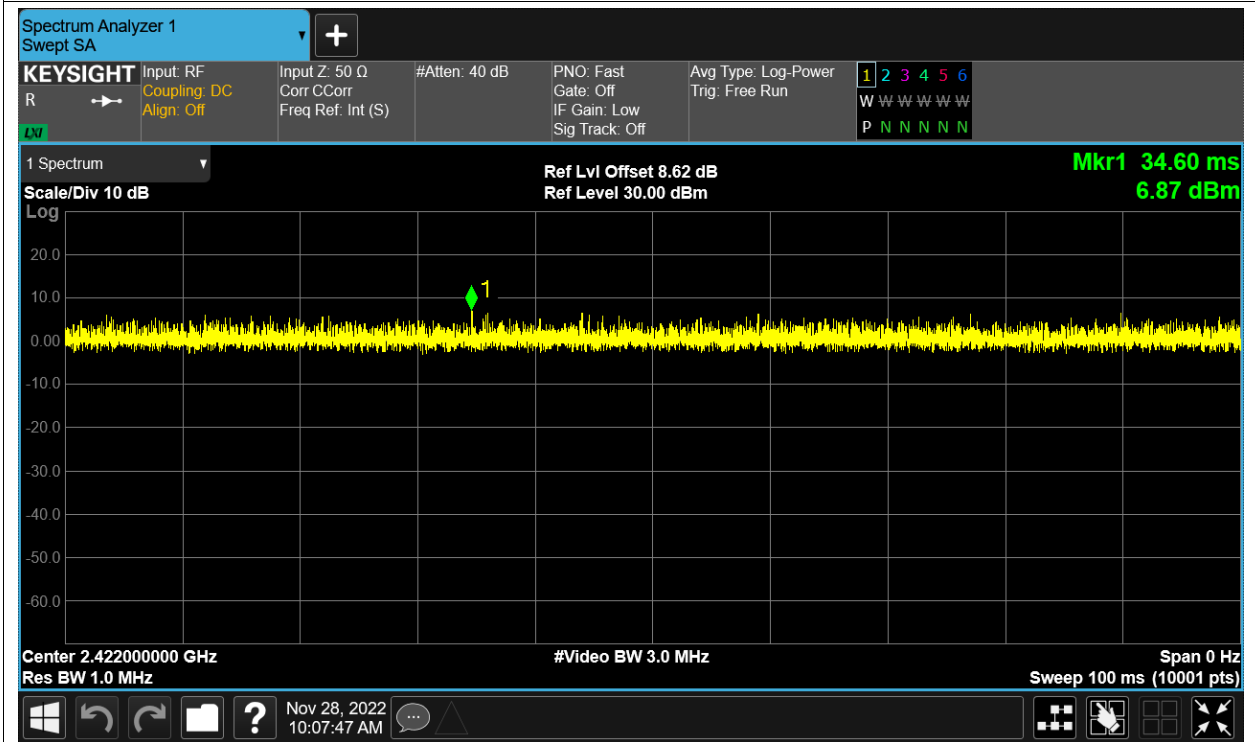 Spectrum Analyzer 1
Swept SA
KEYSIGHT
R
LXI
Input: RF
Coupling: DC
Align: Off
Input Z: 50 Ω
Corr CCorr
Freq Ref: Int (S)
#Atten: 40 dB
PNO: Fast
Gate: Off
IF Gain: Low
Sig Track: Off
Avg Type: Log-Power
Trig: Free Run
1 2 3 4 5 6
W W W W W W
P N N N N N
1 Spectrum
Scale/Div 10 dB
Ref Lvl Offset 8.62 dB
Ref Level 30.00 dBm
Mkr1 34.60 ms
6.87 dBm
Log
20.0
10.0
0.00
-10.0
-20.0
-30.0
-40.0
-50.0
-60.0
1
Center 2.422000000 GHz
Res BW 1.0 MHz
#Video BW 3.0 MHz
Span 0 Hz
Sweep 100 ms (10001 pts)
?
Nov 28, 2022
10:07:47 AM